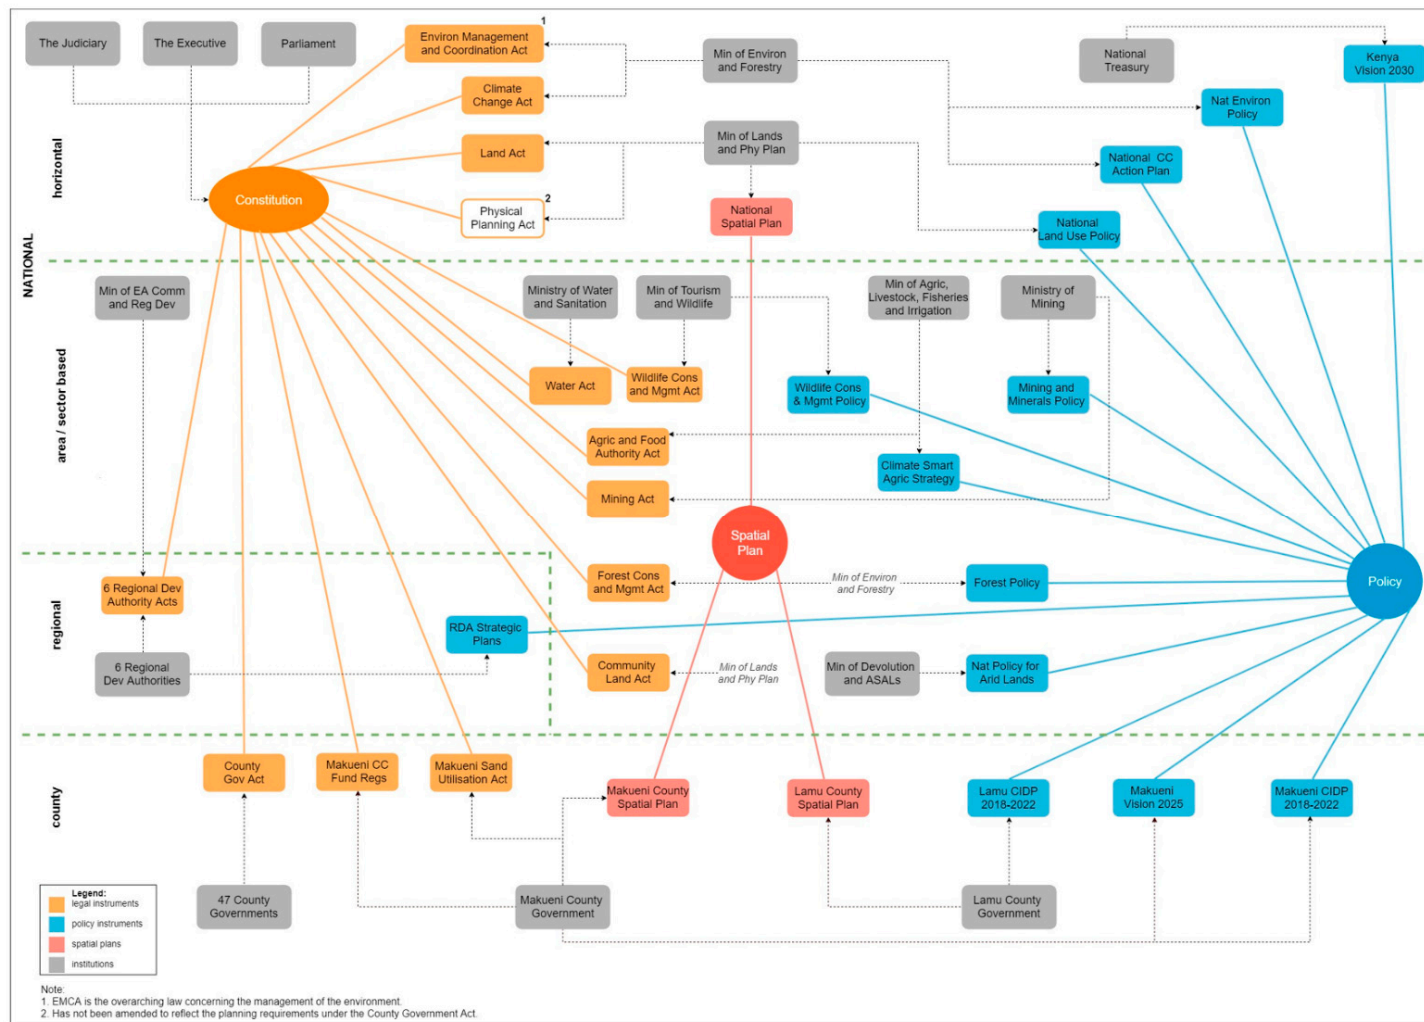 The Judiciary
The Executive
Parliament
Environ Management
and Coordination Act
1
Min of Environ
and Forestry
National
Treasury
Kenya
Vision 2030
Climate
Change Act
Nat Environ
Policy
Land Act
Min of Lands
and Phy Plan
National CC
Action Plan
horizontal
Constitution
Physical
Planning Act
2
National
Spatial Plan
National
Land Use Policy
NATIONAL
Min of EA Comm
and Reg Dev
Ministry of Water
and Sanitation
Min of Tourism
and Wildlife
Min of Agric,
Livestock, Fisheries
and Irrigation
Ministry of
Mining
area / sector based
Water Act
Wildlife Cons
and Mgmt Act
Wildlife Cons
& Mgmt Policy
Mining and
Minerals Policy
Agric and Food
Authority Act
Climate Smart
Agric Strategy
Mining Act
Spatial
Plan
regional
6 Regional Dev
Authority Acts
Forest Cons
and Mgmt Act
Min of Environ
and Forestry
Forest Policy
Policy
RDA Strategic
Plans
6 Regional
Dev Authorities
Community
Land Act
Min of Lands
and Phy Plan
Min of Devolution
and ASALs
Nat Policy for
Arid Lands
county
County
Gov Act
Makueni CC
Fund Regs
Makueni Sand
Utilisation Act
Makueni County
Spatial Plan
Lamu County
Spatial Plan
Lamu CIDP
2018-2022
Makueni
Vision 2025
Makueni CIDP
2018-2022
47 County
Governments
Makueni County
Government
Lamu County
Government
Legend:
legal instruments
policy instruments
spatial plans
institutions
Note:
1. EMCA is the overarching law concerning the management of the environment.
2. Has not been amended to reflect the planning requirements under the County Government Act.